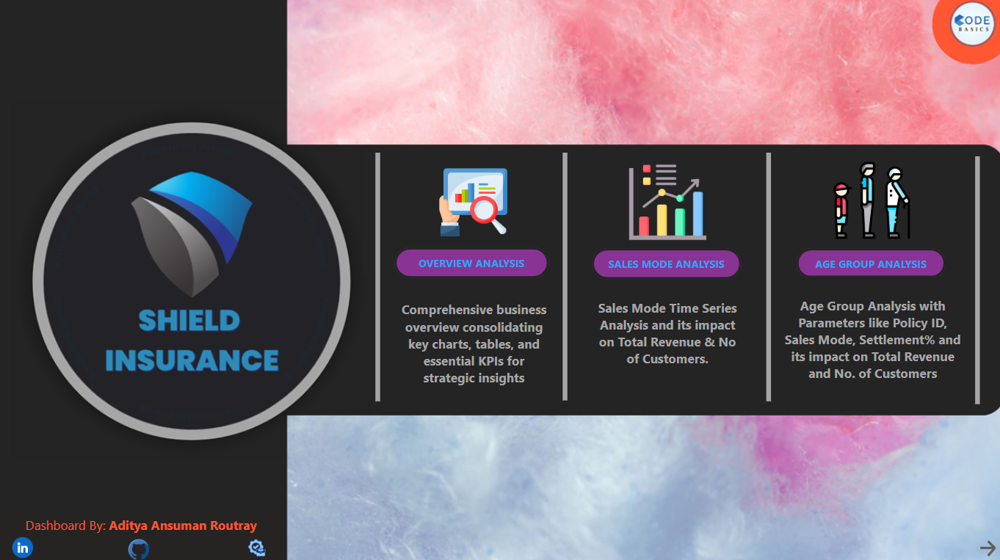 CODE
BASICS
SHIELD
INSURANCE
OVERVIEW ANALYSIS
Comprehensive business
overview consolidating
key charts, tables, and
essential KPIs for
strategic insights
SALES MODE ANALYSIS
Sales Mode Time Series
Analysis and its impact
on Total Revenue & No
of Customers.
AGE GROUP ANALYSIS
Age Group Analysis with
Parameters like Policy ID,
Sales Mode, Settlement% and
its impact on Total Revenue
and No. of Customers
Dashboard By: Aditya Ansuman Routray
in